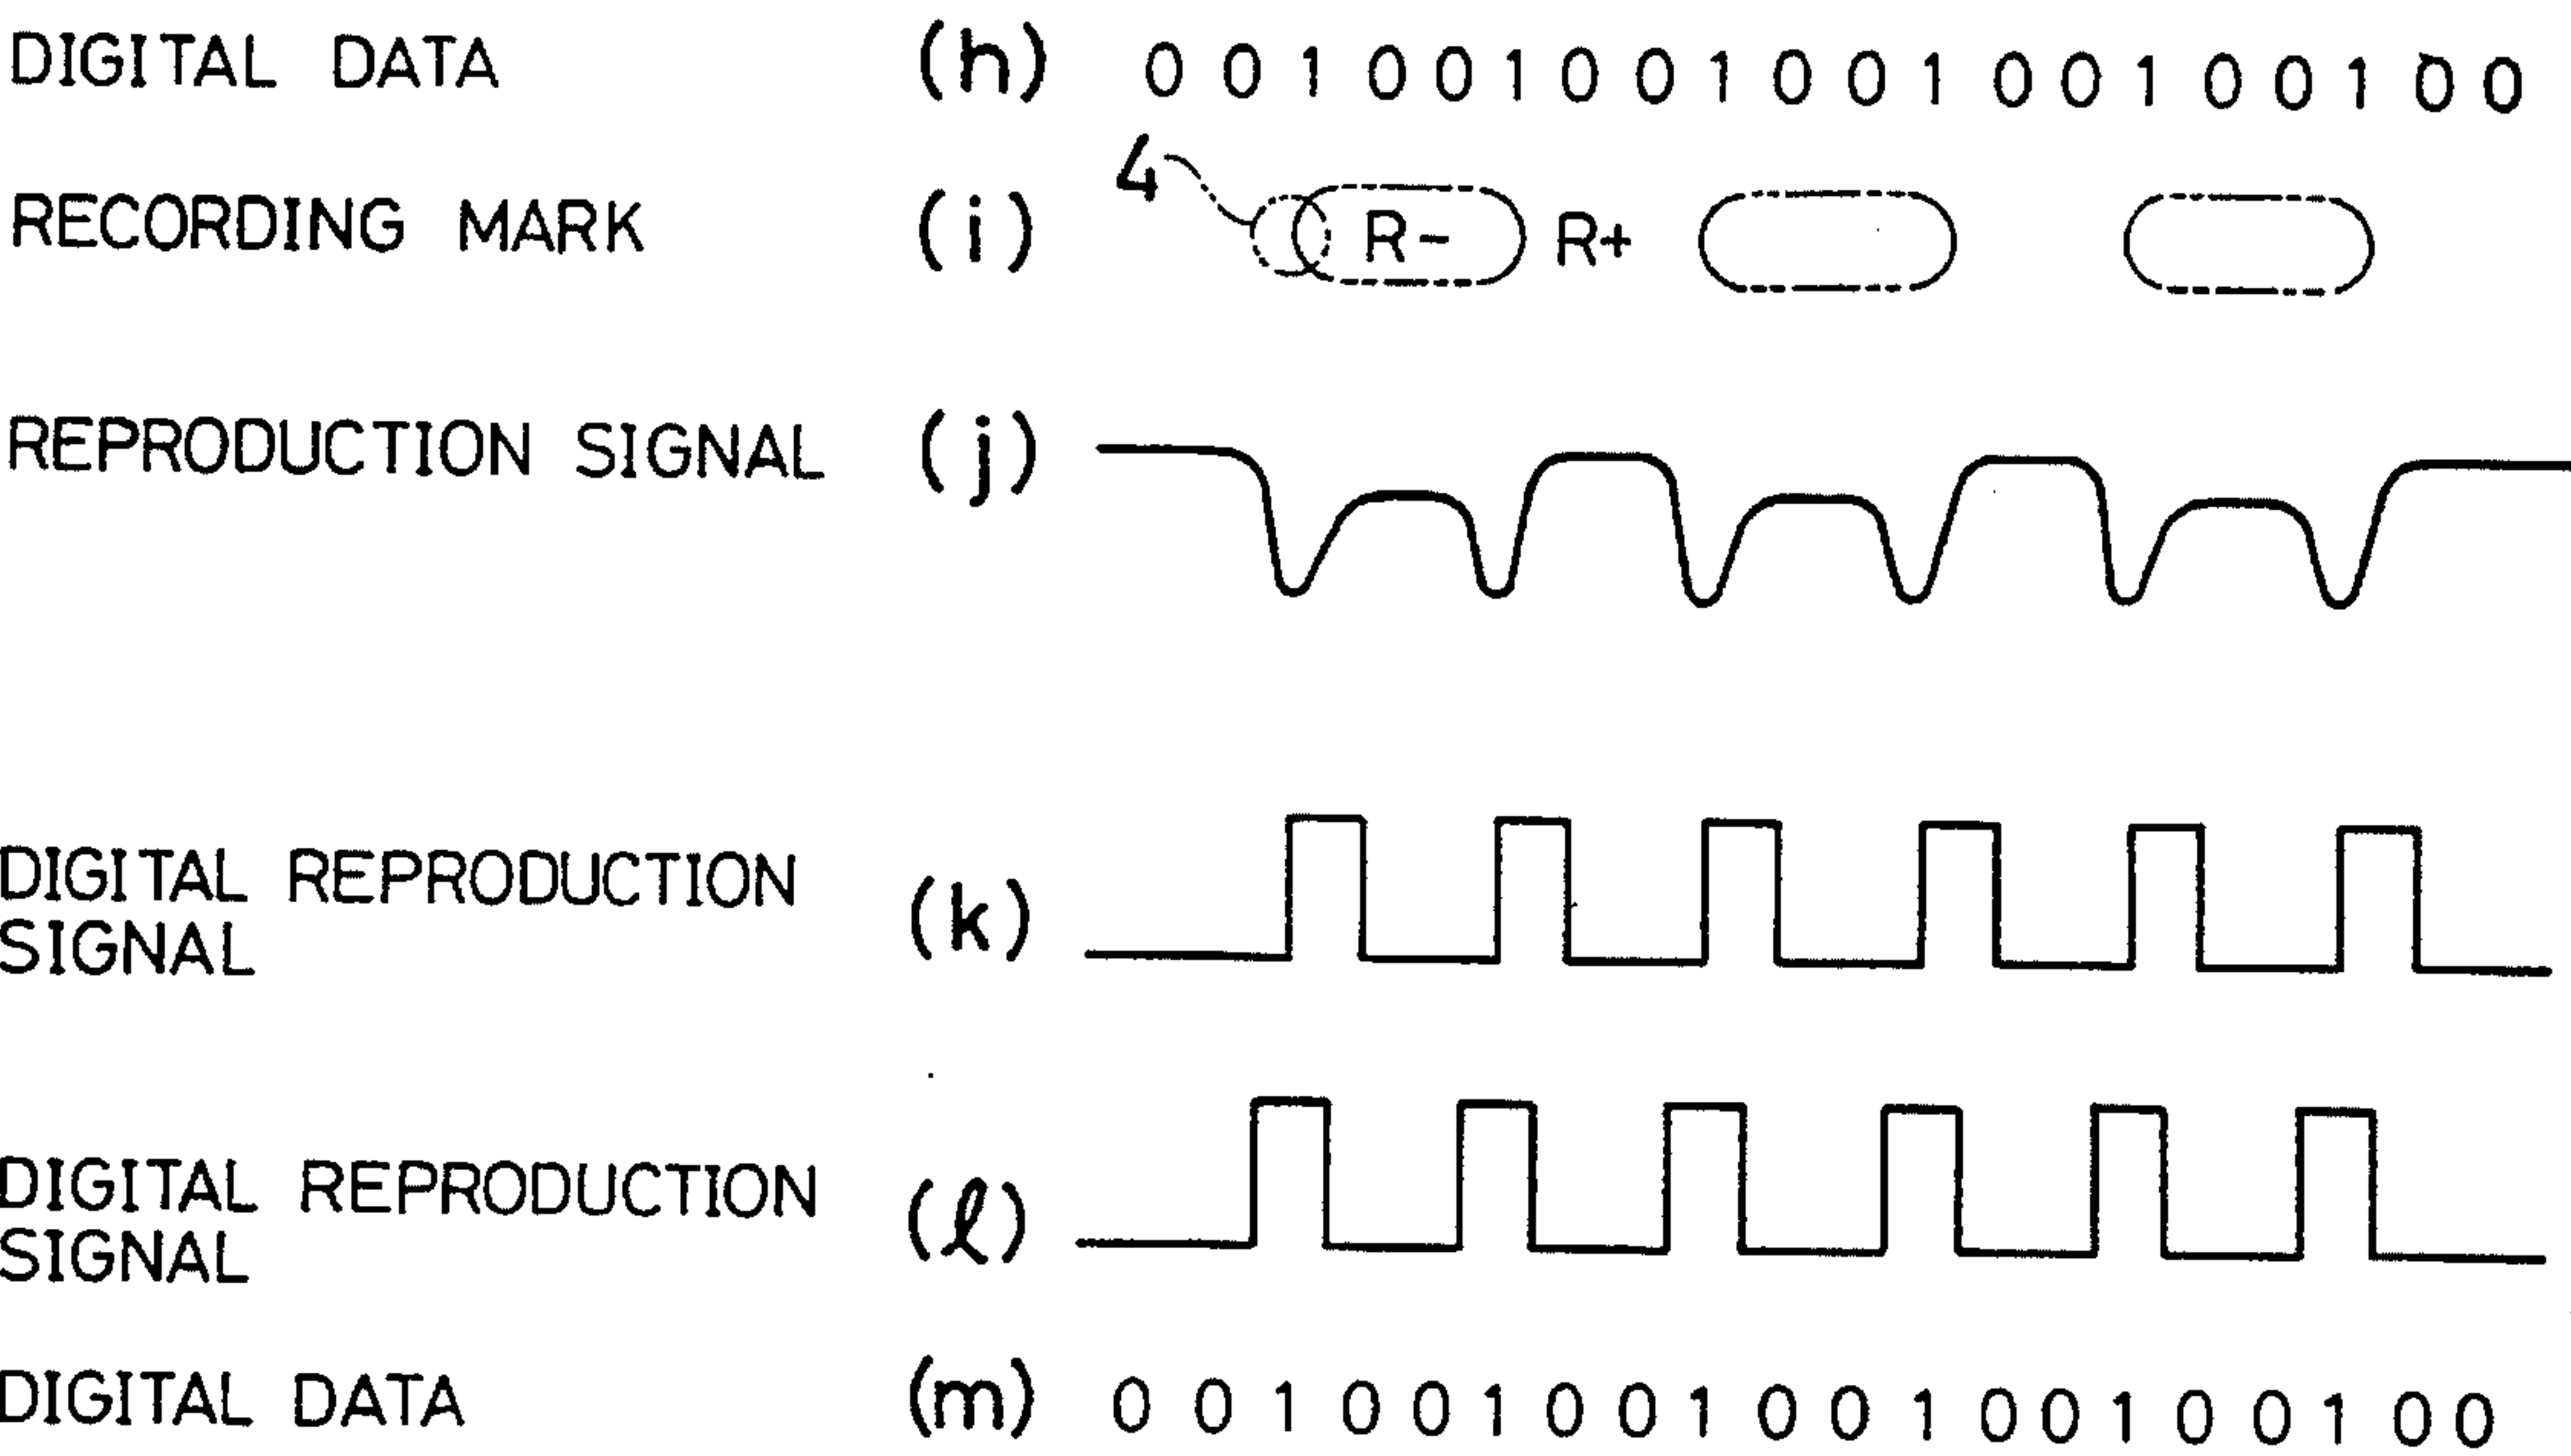 DIGITAL DATA (h) 0 0 1 0 0 1 0 0 1 0 0 1 0 0 1 0 0 1 0 0
4
RECORDING MARK (i) R- R+
REPRODUCTION SIGNAL (j)
DIGITAL REPRODUCTION
SIGNAL (k)
DIGITAL REPRODUCTION
SIGNAL (ℓ)
DIGITAL DATA (m) 0 0 1 0 0 1 0 0 1 0 0 1 0 0 1 0 0 1 0 0